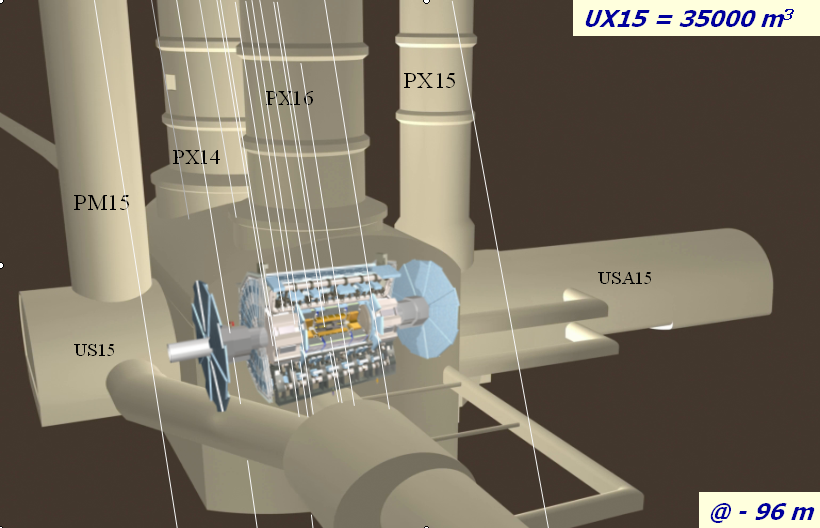 UX15 = 35000 m³
PX15
PX16
PX14
PM15
USA15
US15
@ - 96 m